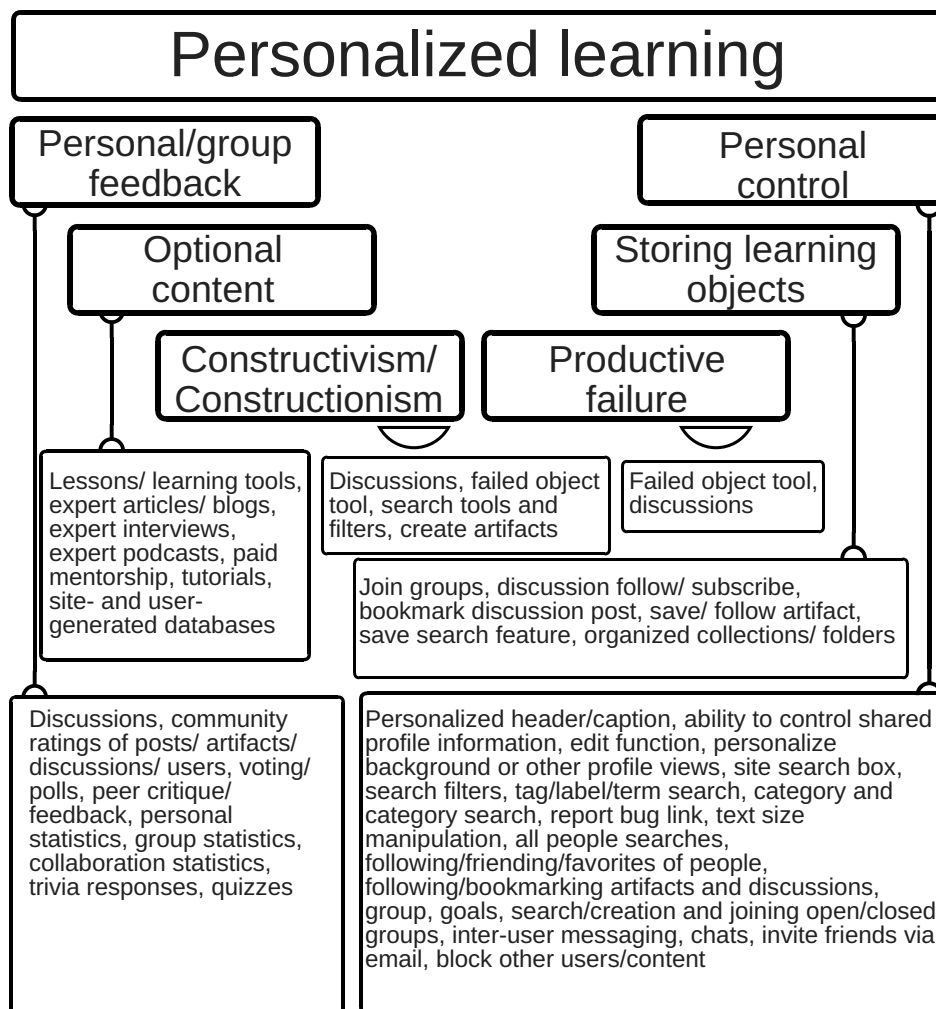 Personalized learning
Personal/group
feedback
Personal
control
Optional
content
Storing learning
objects
Constructivism/
Constructionism
Productive
failure
Lessons/ learning tools,
expert articles/ blogs,
expert interviews,
expert podcasts, paid
mentorship, tutorials,
site- and user-
generated databases
Discussions, failed object
tool, search tools and
filters, create artifacts
Failed object tool,
discussions
Join groups, discussion follow/ subscribe,
bookmark discussion post, save/ follow artifact,
save search feature, organized collections/ folders
Discussions, community
ratings of posts/ artifacts/
discussions/ users, voting/
polls, peer critique/
feedback, personal
statistics, group statistics,
collaboration statistics,
trivia responses, quizzes
Personalized header/caption, ability to control shared
profile information, edit function, personalize
background or other profile views, site search box,
search filters, tag/label/term search, category and
category search, report bug link, text size
manipulation, all people searches,
following/friending/favorites of people,
following/bookmarking artifacts and discussions,
group, goals, search/creation and joining open/closed
groups, inter-user messaging, chats, invite friends via
email, block other users/content